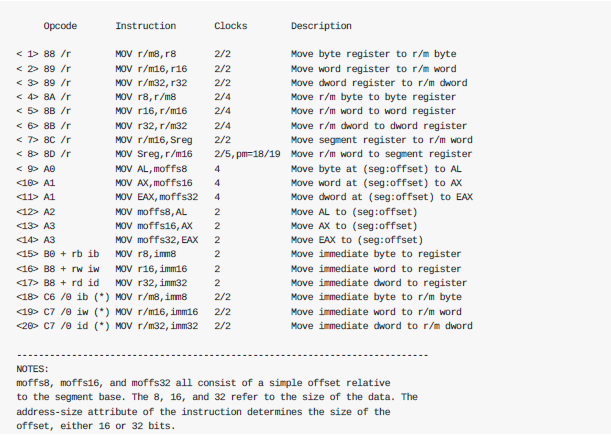 Opcode Instruction Clocks Description
< 1> 88 /r MOV r/m8,r8 2/2 Move byte register to r/m byte
< 2> 89 /r MOV r/m16,r16 2/2 Move word register to r/m word
< 3> 89 /r MOV r/m32,r32 2/2 Move dword register to r/m dword
< 4> 8A /r MOV r8,r/m8 2/4 Move r/m byte to byte register
< 5> 8B /r MOV r16,r/m16 2/4 Move r/m word to word register
< 6> 8B /r MOV r32,r/m32 2/4 Move r/m dword to dword register
< 7> 8C /r MOV r/m16,Sreg 2/2 Move segment register to r/m word
< 8> 8D /r MOV Sreg,r/m16 2/5,pm=18/19 Move r/m word to segment register
< 9> A0 MOV AL,moffs8 4 Move byte at (seg:offset) to AL
<10> A1 MOV AX,moffs16 4 Move word at (seg:offset) to AX
<11> A1 MOV EAX,moffs32 4 Move dword at (seg:offset) to EAX
<12> A2 MOV moffs8,AL 2 Move AL to (seg:offset)
<13> A3 MOV moffs16,AX 2 Move AX to (seg:offset)
<14> A3 MOV moffs32,EAX 2 Move EAX to (seg:offset)
<15> B0 + rb ib MOV r8,imm8 2 Move immediate byte to register
<16> B8 + rw iw MOV r16,imm16 2 Move immediate word to register
<17> B8 + rd id MOV r32,imm32 2 Move immediate dword to register
<18> C6 /0 ib (*) MOV r/m8,imm8 2/2 Move immediate byte to r/m byte
<19> C7 /0 iw (*) MOV r/m16,imm16 2/2 Move immediate word to r/m word
<20> C7 /0 id (*) MOV r/m32,imm32 2/2 Move immediate dword to r/m dword
---------------------------------------------------------------------
NOTES:
moffs8, moffs16, and moffs32 all consist of a simple offset relative
to the segment base. The 8, 16, and 32 refer to the size of the data. The
address-size attribute of the instruction determines the size of the
offset, either 16 or 32 bits.